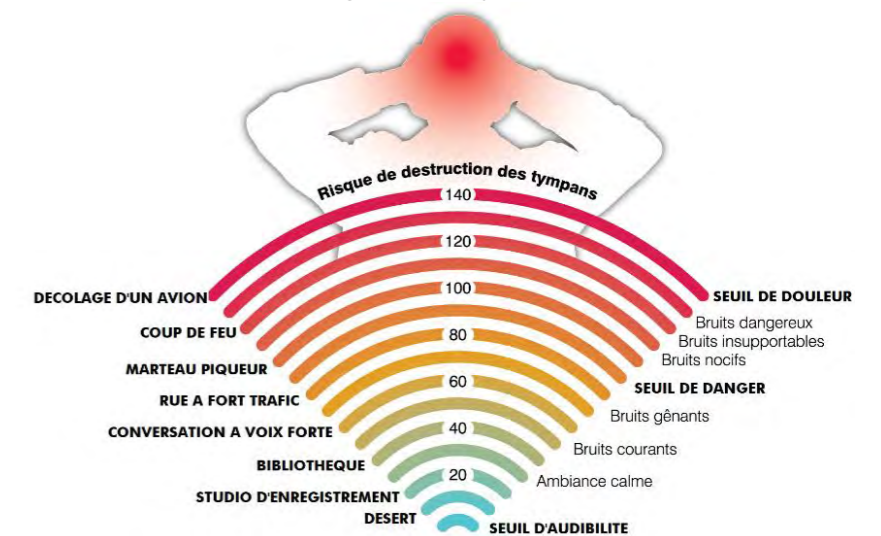 Risque de destruction des tympans
140
120
100
80
60
40
20
DECOLAGE D'UN AVION
COUP DE FEU
MARTEAU PIQUEUR
RUE A FORT TRAFIC
CONVERSATION A VOIX FORTE
BIBLIOTHEQUE
STUDIO D'ENREGISTREMENT
DESERT
SEUIL DE DOULEUR
Bruits dangereux
Bruits insupportables
Bruits nocifs
SEUIL DE DANGER
Bruits gênants
Bruits courants
Ambiance calme
SEUIL D'AUDIBILITE